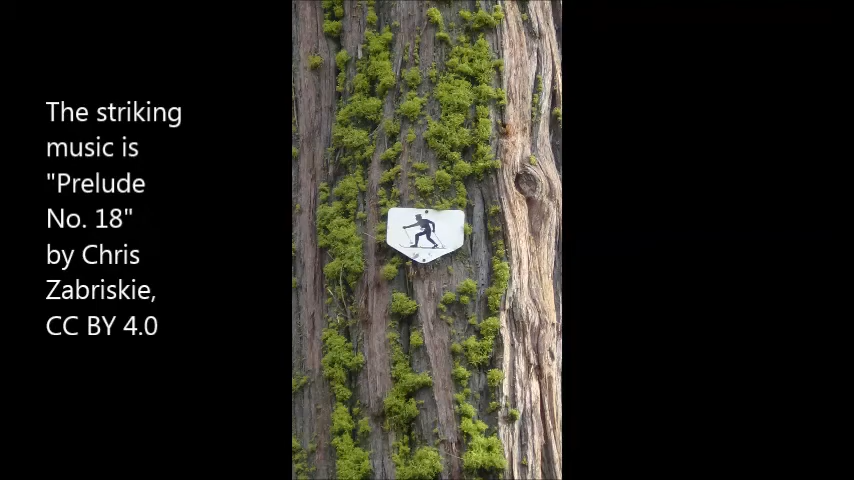 The striking
music is
"Prelude
No. 18"
by Chris
Zabriskie,
CC BY 4.0